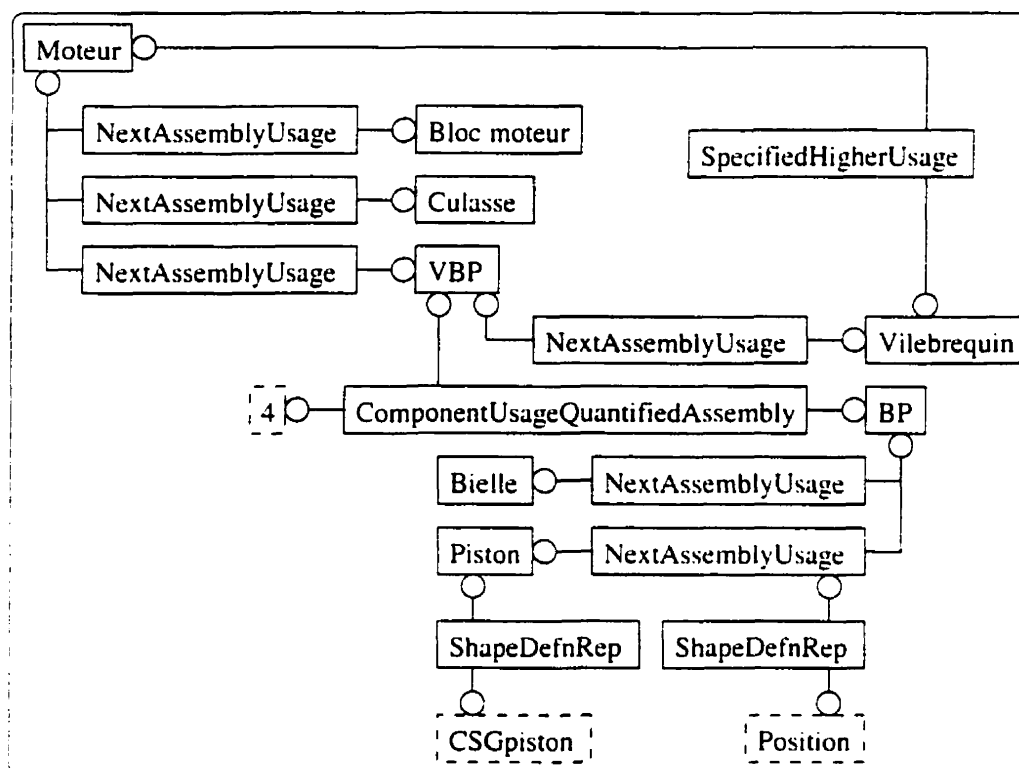 Moteur
NextAssemblyUsage
Bloc moteur
SpecifiedHigherUsage
NextAssemblyUsage
Culasse
NextAssemblyUsage
VBP
NextAssemblyUsage
Vilebrequin
4
ComponentUsageQuantifiedAssembly
BP
Bielle
NextAssemblyUsage
Piston
NextAssemblyUsage
ShapeDefnRep
ShapeDefnRep
CSGpiston
Position